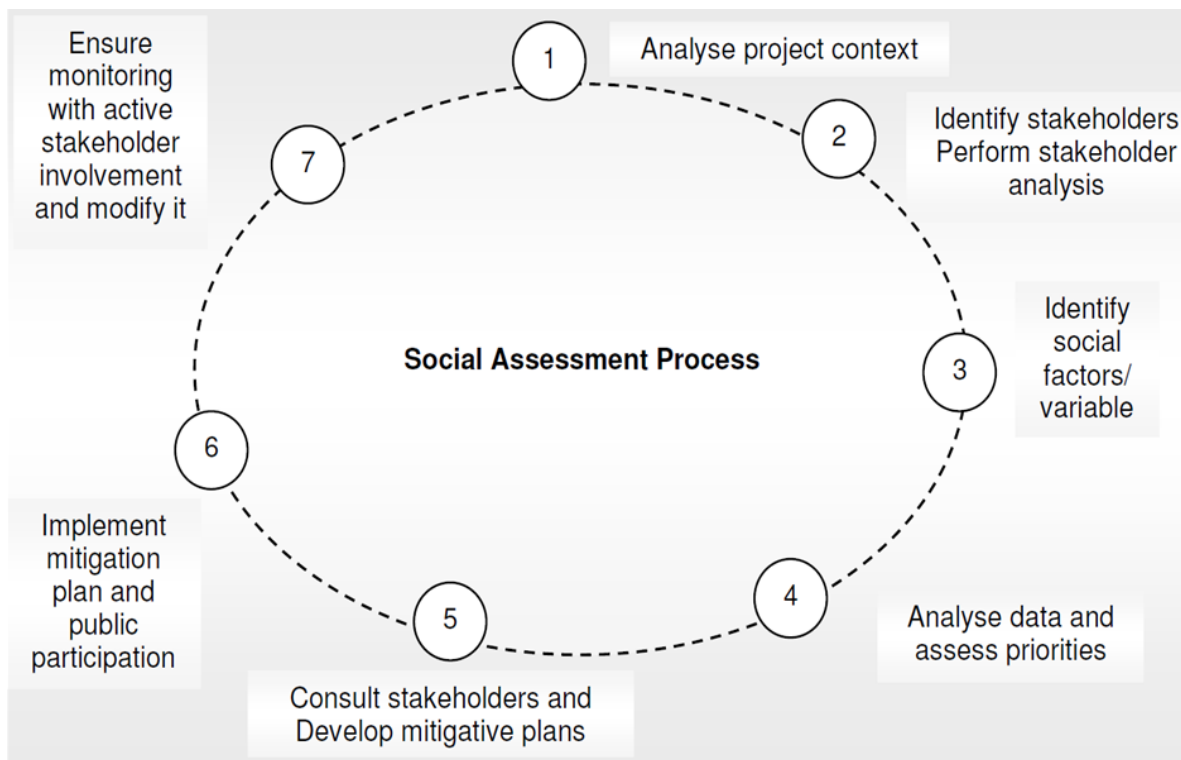 1
Analyse project context
2
Identify stakeholders
Perform stakeholder
analysis
3
Identify
social
factors/
variable
4
Analyse data and
assess priorities
5
Consult stakeholders and
Develop mitigative plans
6
Implement
mitigation
plan and
public
participation
7
Ensure
monitoring
with active
stakeholder
involvement
and modify it
Social Assessment Process